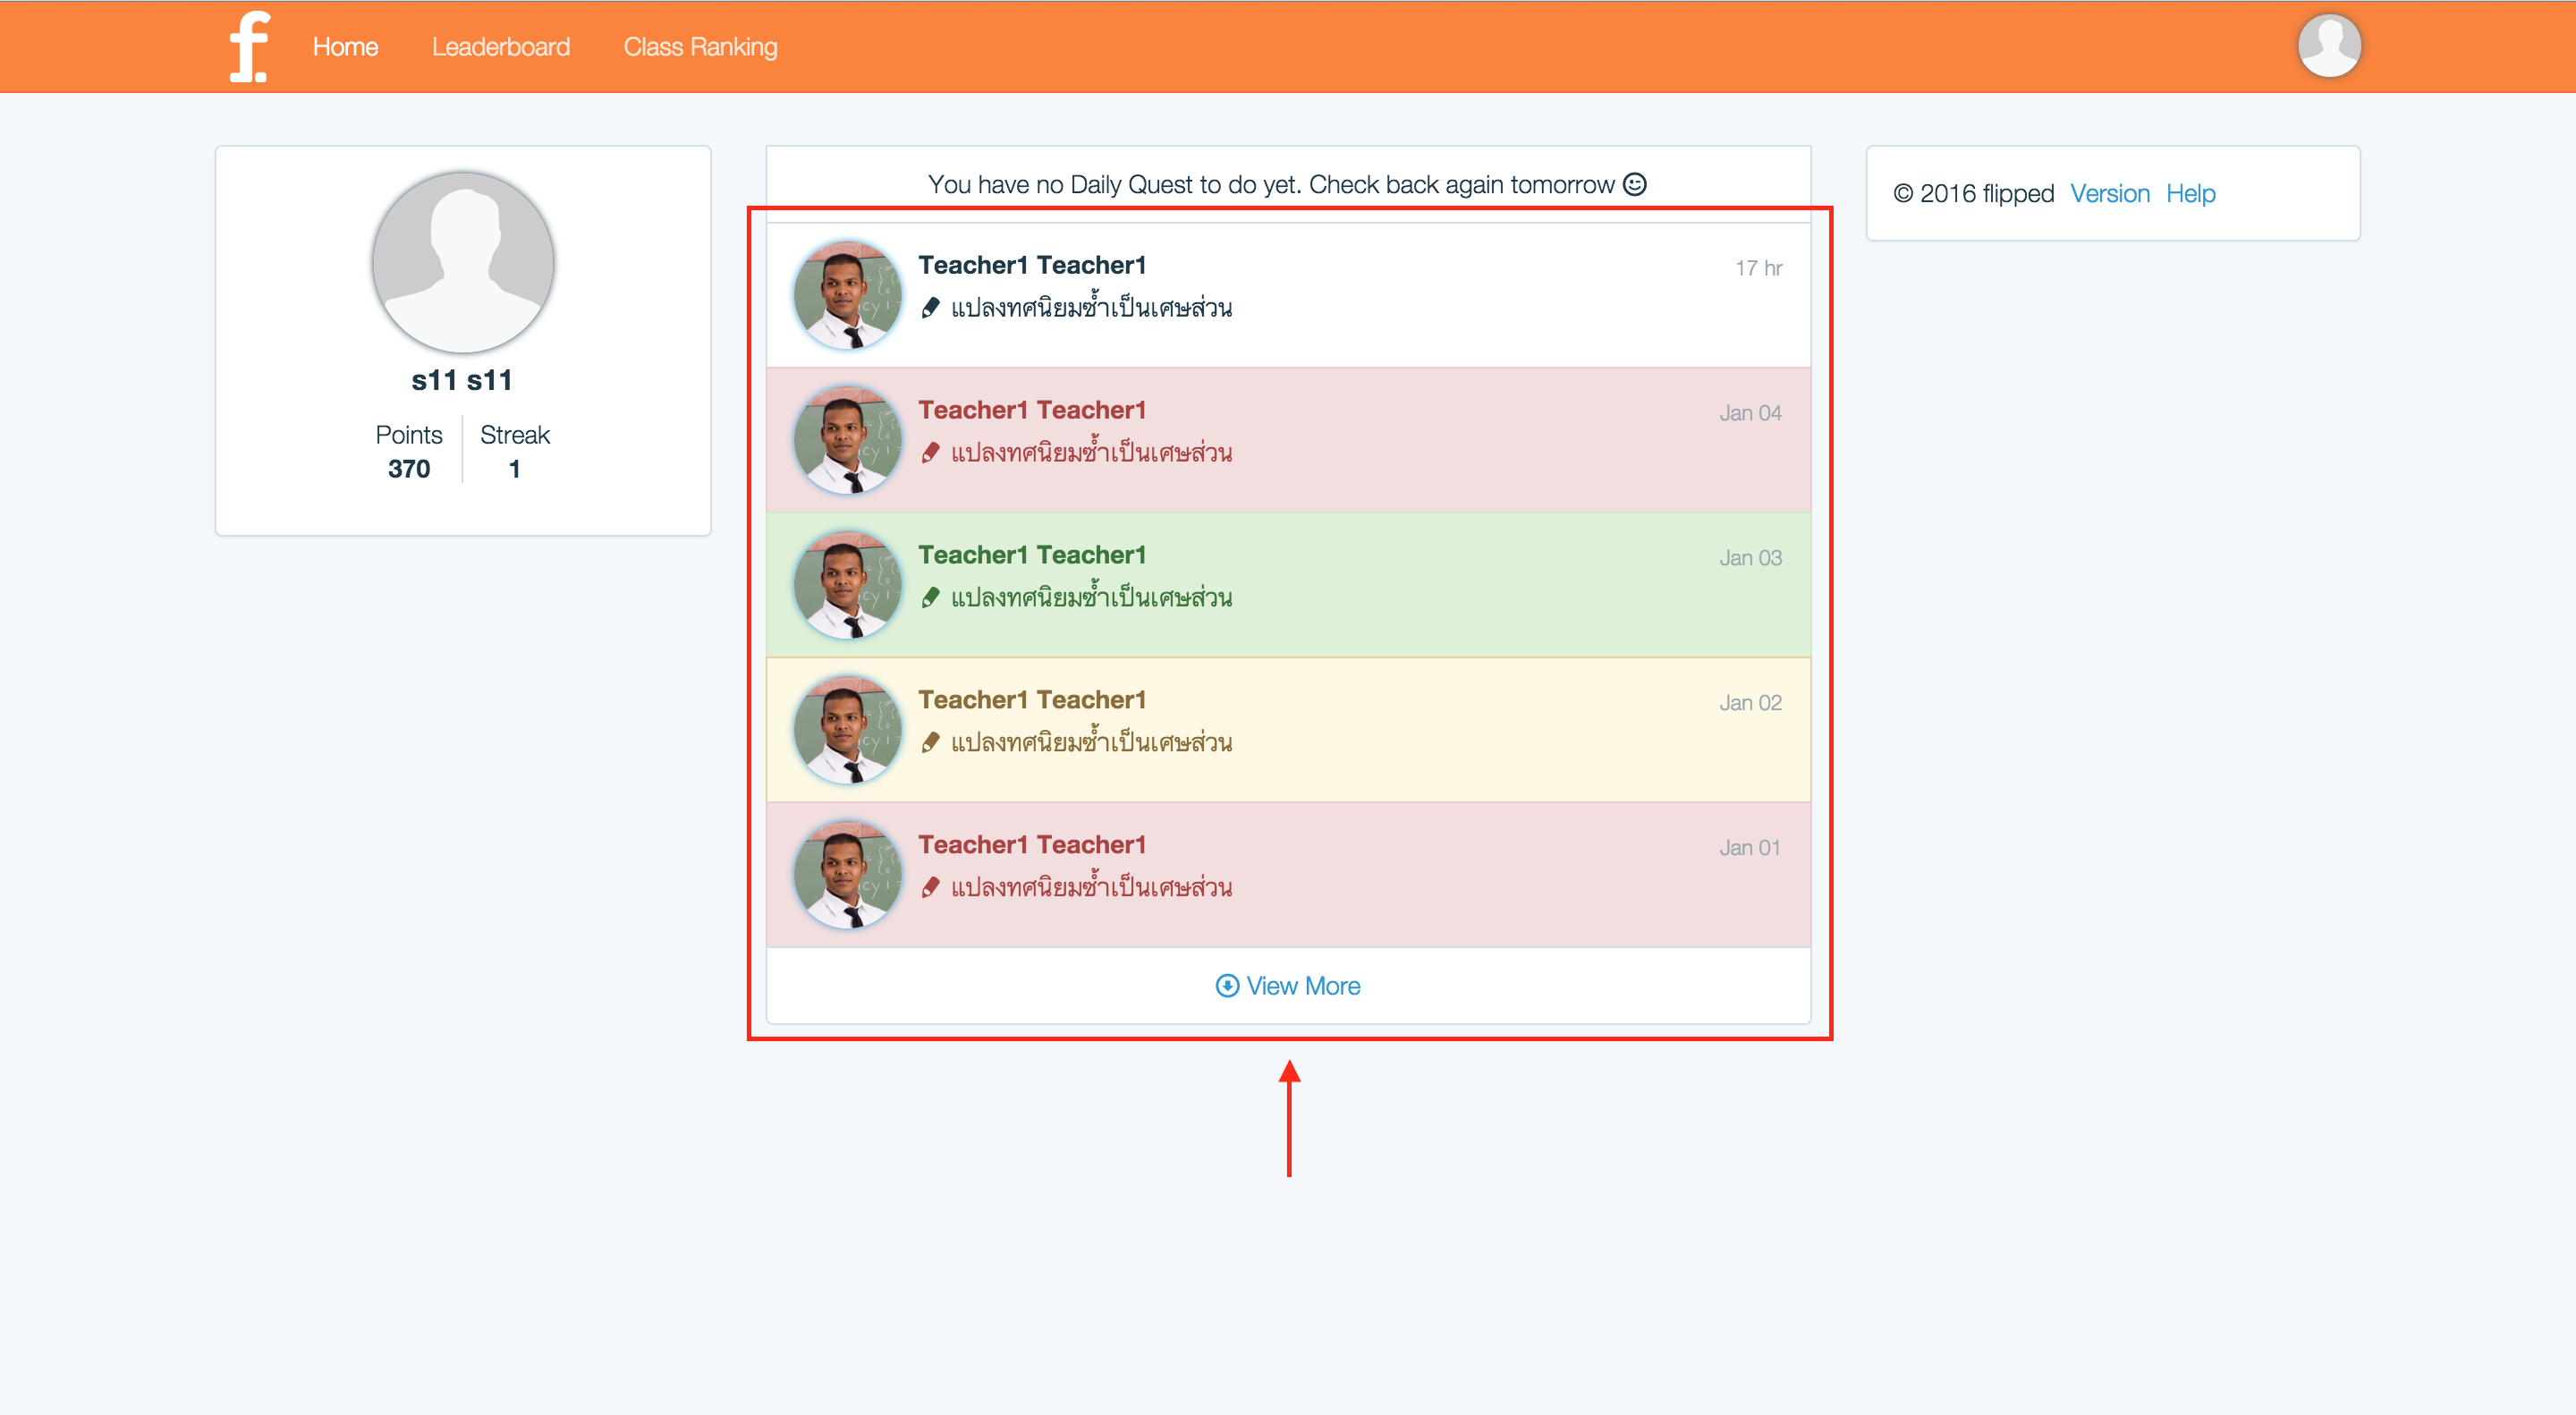 f.
Home Leaderboard Class Ranking
You have no Daily Quest to do yet. Check back again tomorrow
© 2016 flipped Version Help
s11 s11
Points Streak
370 1
Teacher1 Teacher1 17 hr
แปลงทศนิยมซ้ำเป็นเศษส่วน
Teacher1 Teacher1 Jan 04
แปลงทศนิยมซ้ำเป็นเศษส่วน
Teacher1 Teacher1 Jan 03
แปลงทศนิยมซ้ำเป็นเศษส่วน
Teacher1 Teacher1 Jan 02
แปลงทศนิยมซ้ำเป็นเศษส่วน
Teacher1 Teacher1 Jan 01
แปลงทศนิยมซ้ำเป็นเศษส่วน
View More